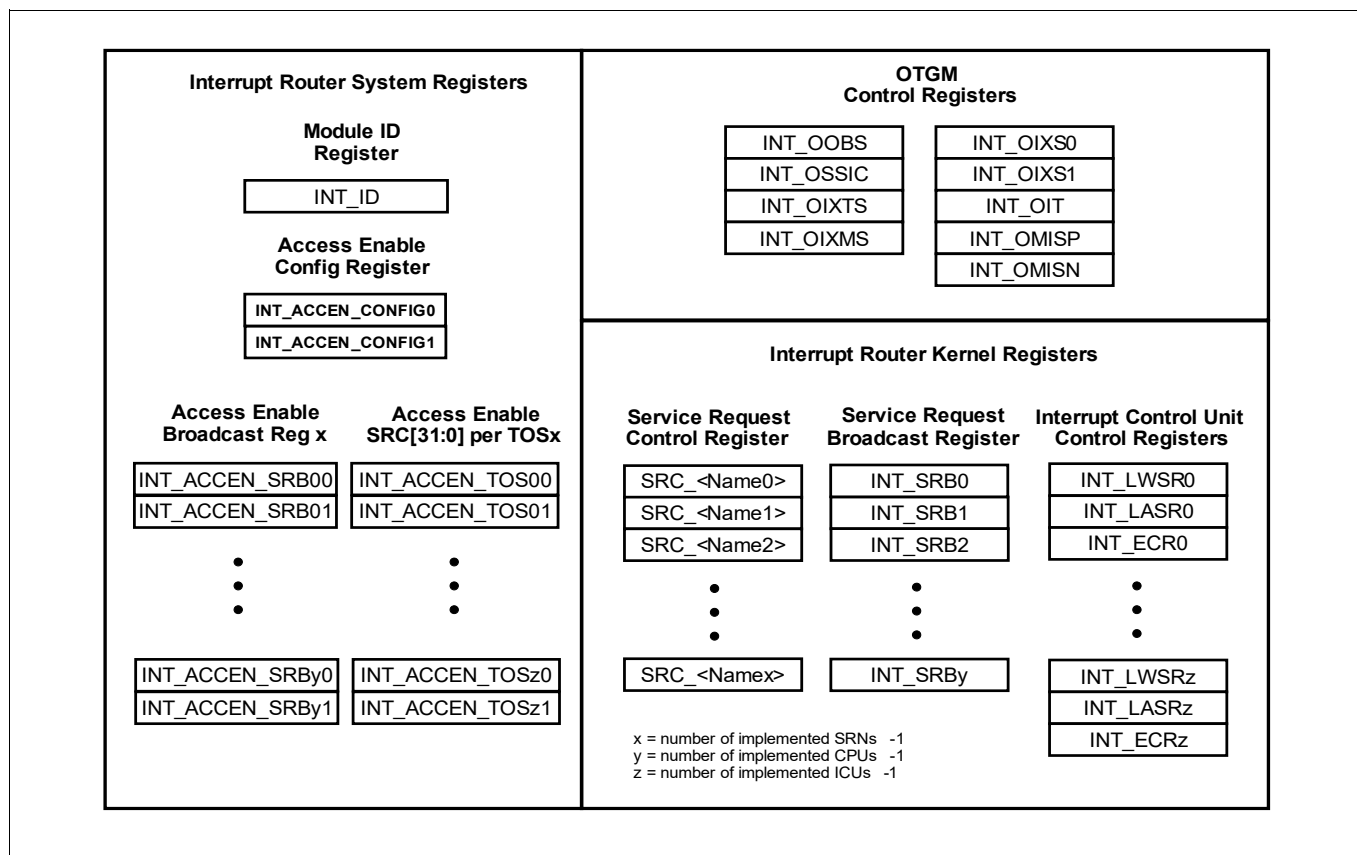 Interrupt Router System Registers
Module ID
Register
INT_ID
Access Enable
Config Register
INT_ACCEN_CONFIG0
INT_ACCEN_CONFIG1
Access Enable
Broadcast Reg x
INT_ACCEN_SRB00
INT_ACCEN_SRB01
INT_ACCEN_SRBy0
INT_ACCEN_SRBy1
Access Enable
SRC[31:0] per TOSx
INT_ACCEN_TOS00
INT_ACCEN_TOS01
INT_ACCEN_TOSz0
INT_ACCEN_TOSz1
OTGM
Control Registers
INT_OOBS
INT_OSSIC
INT_OIXTS
INT_OIXMS
INT_OIXS0
INT_OIXS1
INT_OIT
INT_OMISP
INT_OMISN
Interrupt Router Kernel Registers
Service Request
Control Register
SRC_<Name0>
SRC_<Name1>
SRC_<Name2>
SRC_<Namex>
Service Request
Broadcast Register
INT_SRB0
INT_SRB1
INT_SRB2
INT_SRBy
Interrupt Control Unit
Control Registers
INT_LWSR0
INT_LASR0
INT_ECR0
INT_LWSRz
INT_LASRz
INT_ECRz
x = number of implemented SRNs -1
y = number of implemented CPUs -1
z = number of implemented ICUs -1